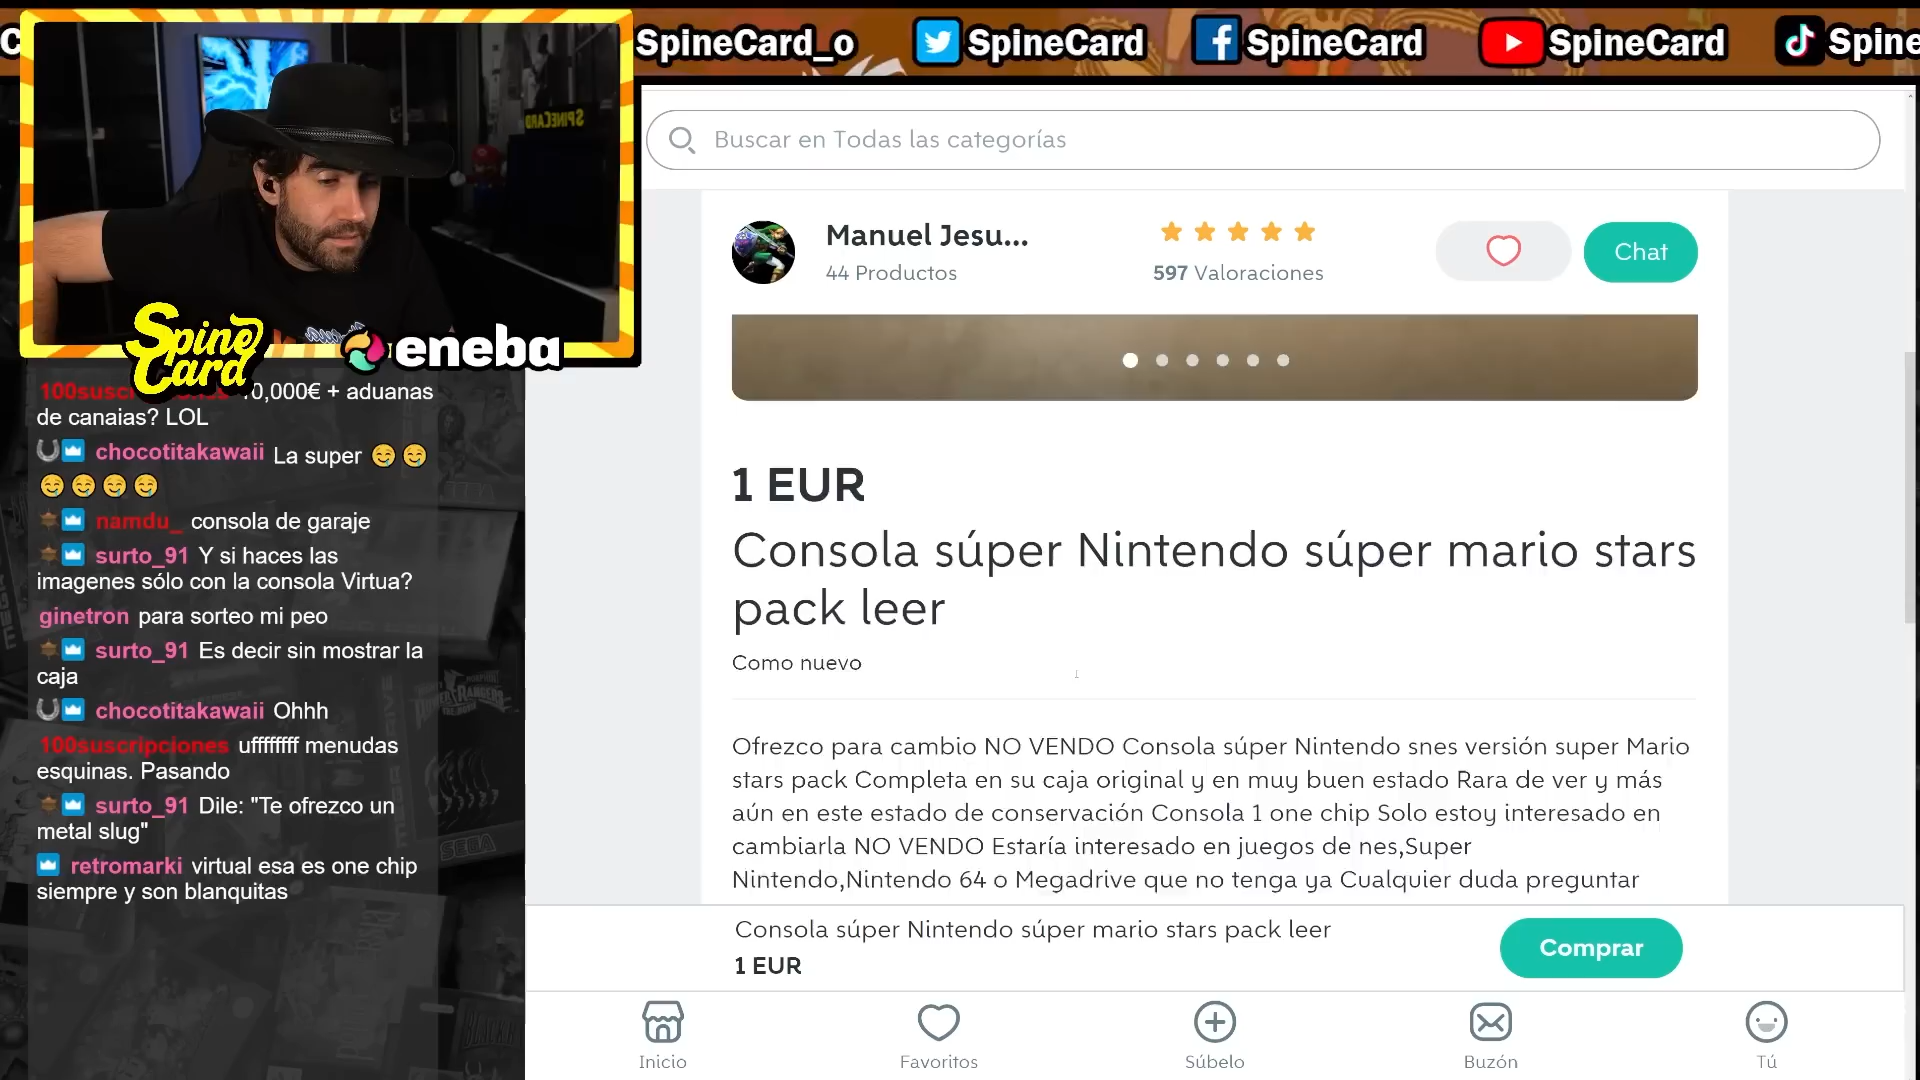 SpineCard_o
SpineCard
SpineCard
SpineCard
Spine
SPINECARD
Spine
Card
eneba
0,000€ + aduanas
de canaias? LOL
chocotitakawaii La super
namdu_ consola de garaje
surto_91 Y si haces las
imagenes sólo con la consola Virtua?
ginetron para sorteo mi peo
surto_91 Es decir sin mostrar la
caja
chocotitakawaii Ohhh
100suscripciones ufffffffff menudas
esquinas. Pasando
surto_91 Dile: "Te ofrezco un
metal slug"
retromarki virtual esa es one chip
siempre y son blanquitas
Buscar en Todas las categorías
Manuel Jesu...
44 Productos
597 Valoraciones
Chat
1 EUR
Consola súper Nintendo súper mario stars
pack leer
Como nuevo
Ofrezco para cambio NO VENDO Consola súper Nintendo snes versión super Mario
stars pack Completa en su caja original y en muy buen estado Rara de ver y más
aún en este estado de conservación Consola 1 one chip Solo estoy interesado en
cambiarla NO VENDO Estaría interesado en juegos de nes,Super
Nintendo,Nintendo 64 o Megadrive que no tenga ya Cualquier duda preguntar
Consola súper Nintendo súper mario stars pack leer
1 EUR
Comprar
Inicio
Favoritos
Súbelo
Buzón
Tú